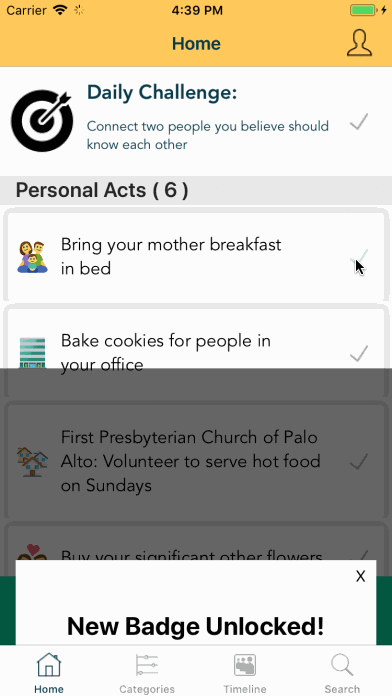 Carrier 4:39 PM
Home
Daily Challenge:
Connect two people you believe should
know each other
Personal Acts ( 6 )
Bring your mother breakfast
in bed
Bake cookies for people in
your office
First Presbyterian Church of Palo
Alto: Volunteer to serve hot food
on Sundays
Buy your significant other flowers
X
New Badge Unlocked!
Home Categories Timeline Search